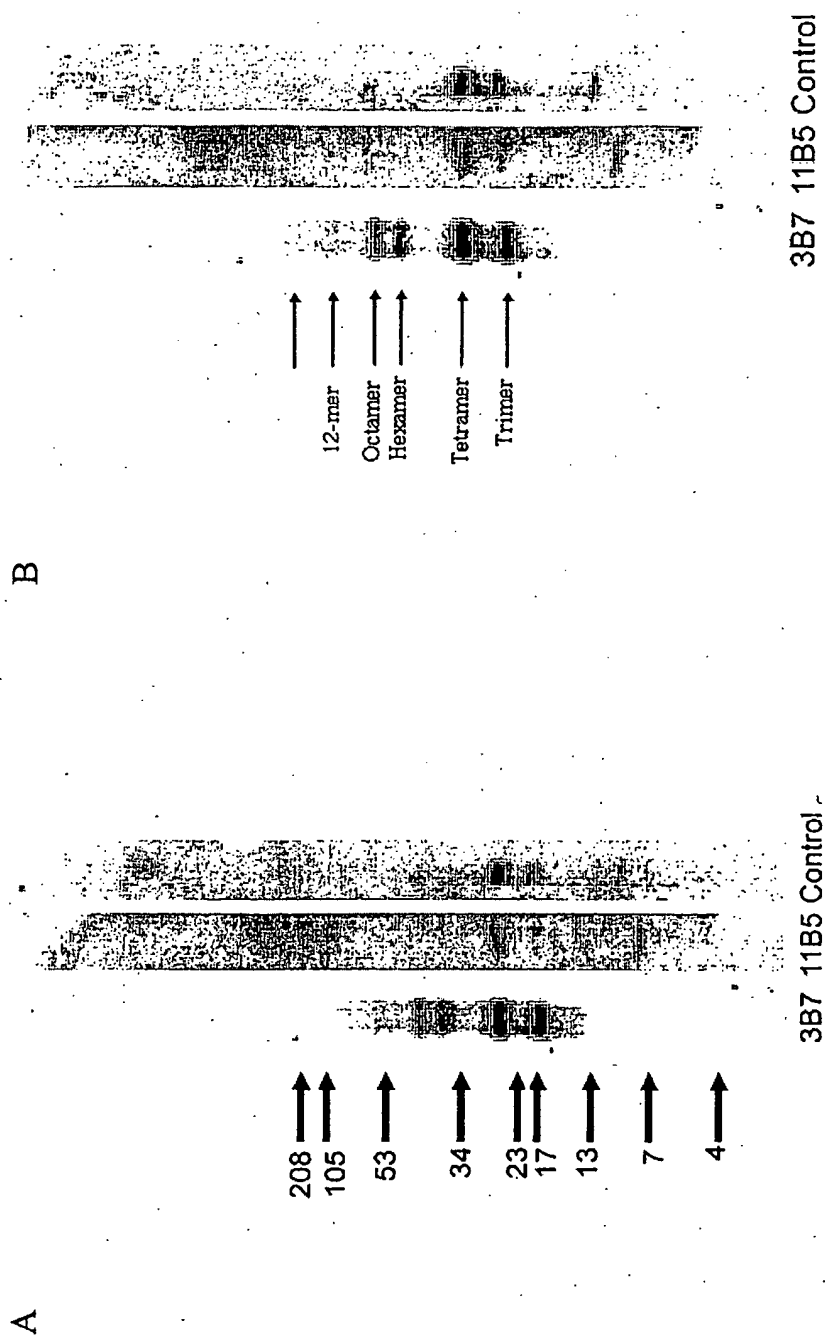 A
208
105
53
34
23
17
13
7
4
3B7 11B5 Control
B
12-mer
Octamer
Hexamer
Tetramer
Trimer
3B7 11B5 Control